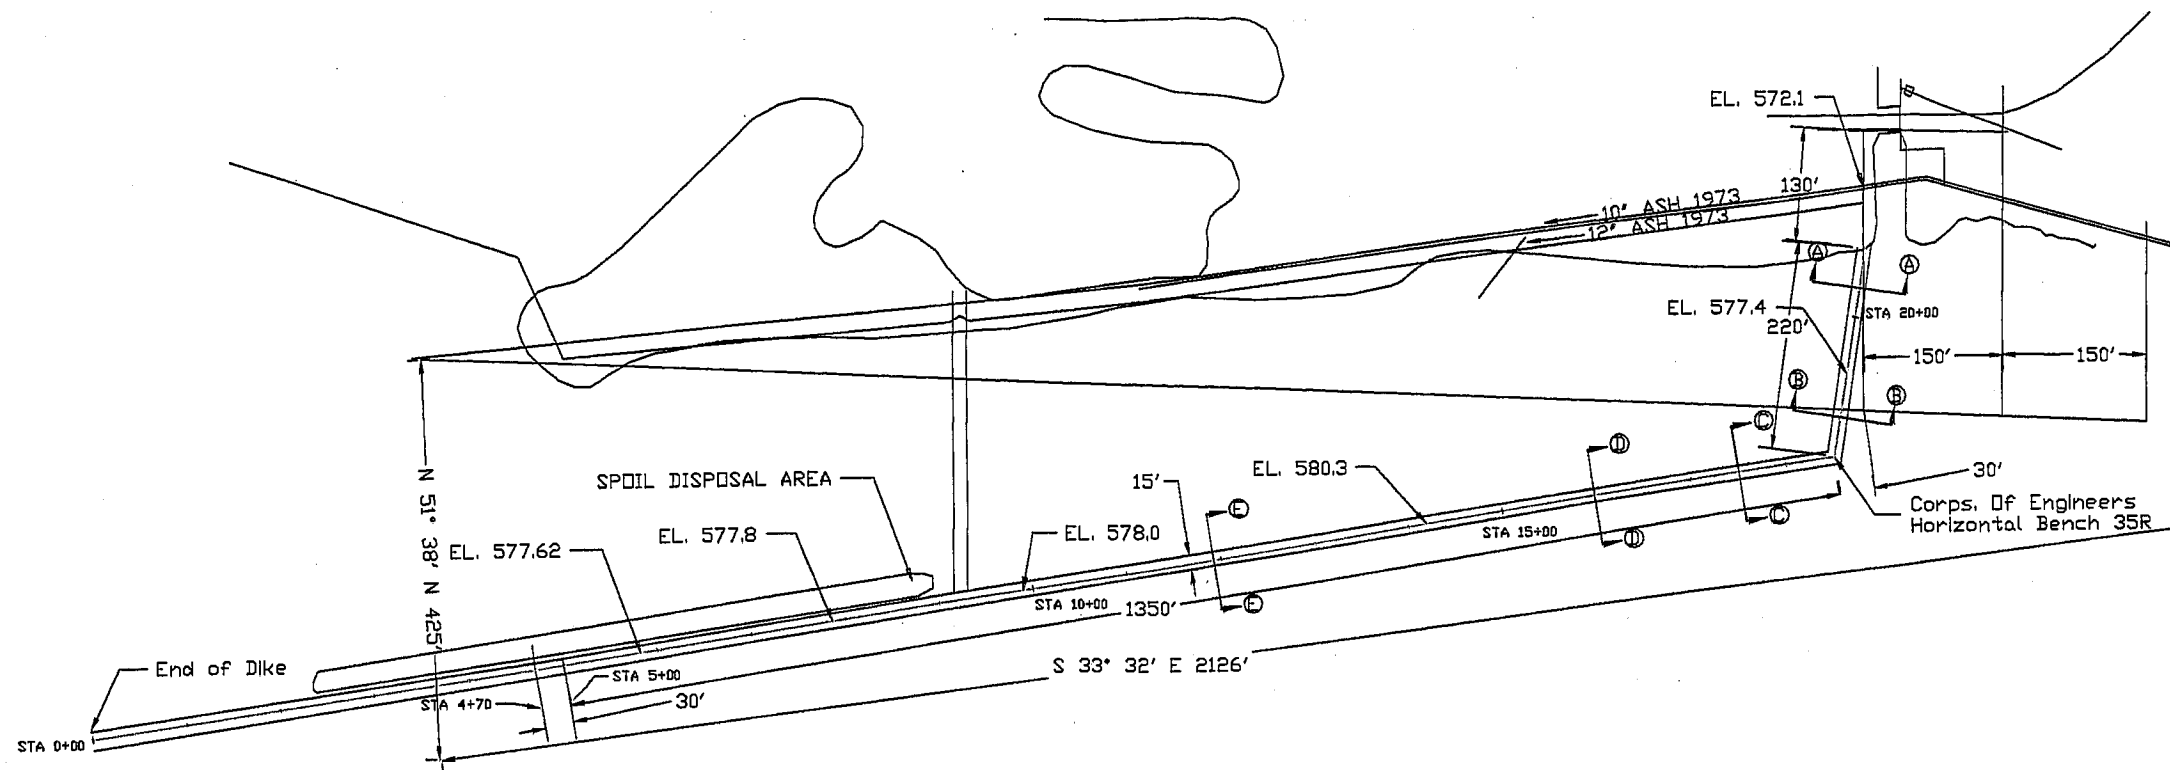 EL. 572.1
10" ASH 1973
12" ASH 1973
130'
A
A
EL. 577.4
220'
STA 20+00
150'
150'
B
B
C
C
D
D
EL. 580.3
STA 15+00
30'
Corps. Of Engineers
Horizontal Bench 35R
SPOIL DISPOSAL AREA
15'
E
E
EL. 577.62
EL. 577.8
EL. 578.0
STA 10+00
1350'
N 51° 38' N 425'
S 33° 32' E 2126'
End of Dike
STA 5+00
STA 4+70
30'
STA 0+00